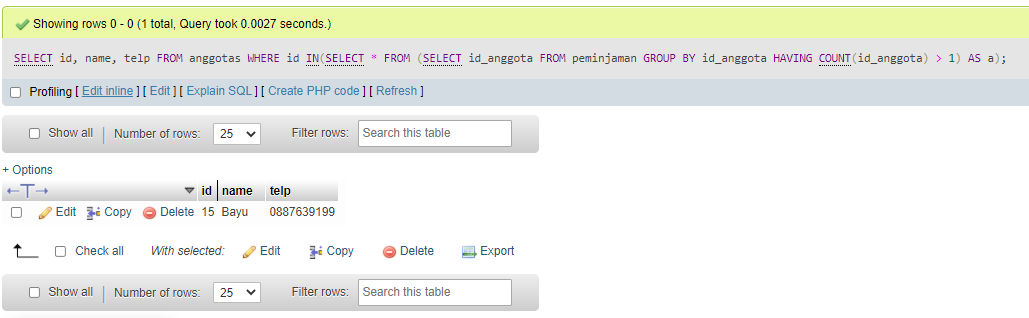 Showing rows 0 - 0 (1 total, Query took 0.0027 seconds.)
SELECT id, name, telp FROM anggotas WHERE id IN(SELECT * FROM (SELECT id_anggota FROM peminjaman GROUP BY id_anggota HAVING COUNT(id_anggota) > 1) AS a);
Profiling [ Edit inline ] [ Edit ] [ Explain SQL ] [ Create PHP code ] [ Refresh ]
Show all | Number of rows: 25 Filter rows: Search this table
+ Options
←T→ id name telp
Edit Copy Delete 15 Bayu 0887639199
Check all With selected: Edit Copy Delete Export
Show all | Number of rows: 25 Filter rows: Search this table